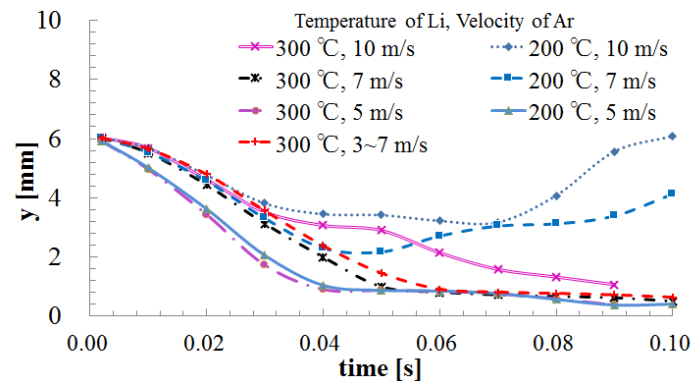 Temperature of Li, Velocity of Ar
300 ℃, 10 m/s
200 ℃, 10 m/s
300 ℃, 7 m/s
200 ℃, 7 m/s
300 ℃, 5 m/s
200 ℃, 5 m/s
300 ℃, 3~7 m/s
y [mm]
10
8
6
4
2
0
0.00 0.02 0.04 0.06 0.08 0.10
time [s]